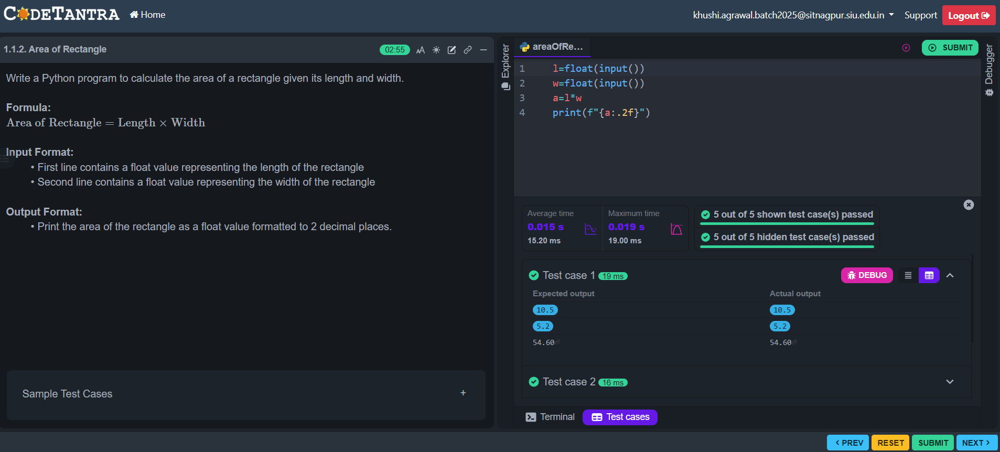 CODETANTRA
Home
khushi.agrawal.batch2025@sitnagpur.siu.edu.in
Support
Logout
1.1.2. Area of Rectangle
02:55
Write a Python program to calculate the area of a rectangle given its length and width.
Formula:
Area of Rectangle = Length × Width
Input Format:
• First line contains a float value representing the length of the rectangle
• Second line contains a float value representing the width of the rectangle
Output Format:
• Print the area of the rectangle as a float value formatted to 2 decimal places.
Sample Test Cases
+
Explorer
areaOfRe...
SUBMIT
Debugger
1 l=float(input())
2 w=float(input())
3 a=l*w
4 print(f"{a:.2f}")
Average time
0.015 s
15.20 ms
Maximum time
0.019 s
19.00 ms
5 out of 5 shown test case(s) passed
5 out of 5 hidden test case(s) passed
Test case 1 19 ms
DEBUG
Expected output Actual output
10.5 10.5
5.2 5.2
54.60 54.60
Test case 2 16 ms
Terminal
Test cases
< PREV
RESET
SUBMIT
NEXT >